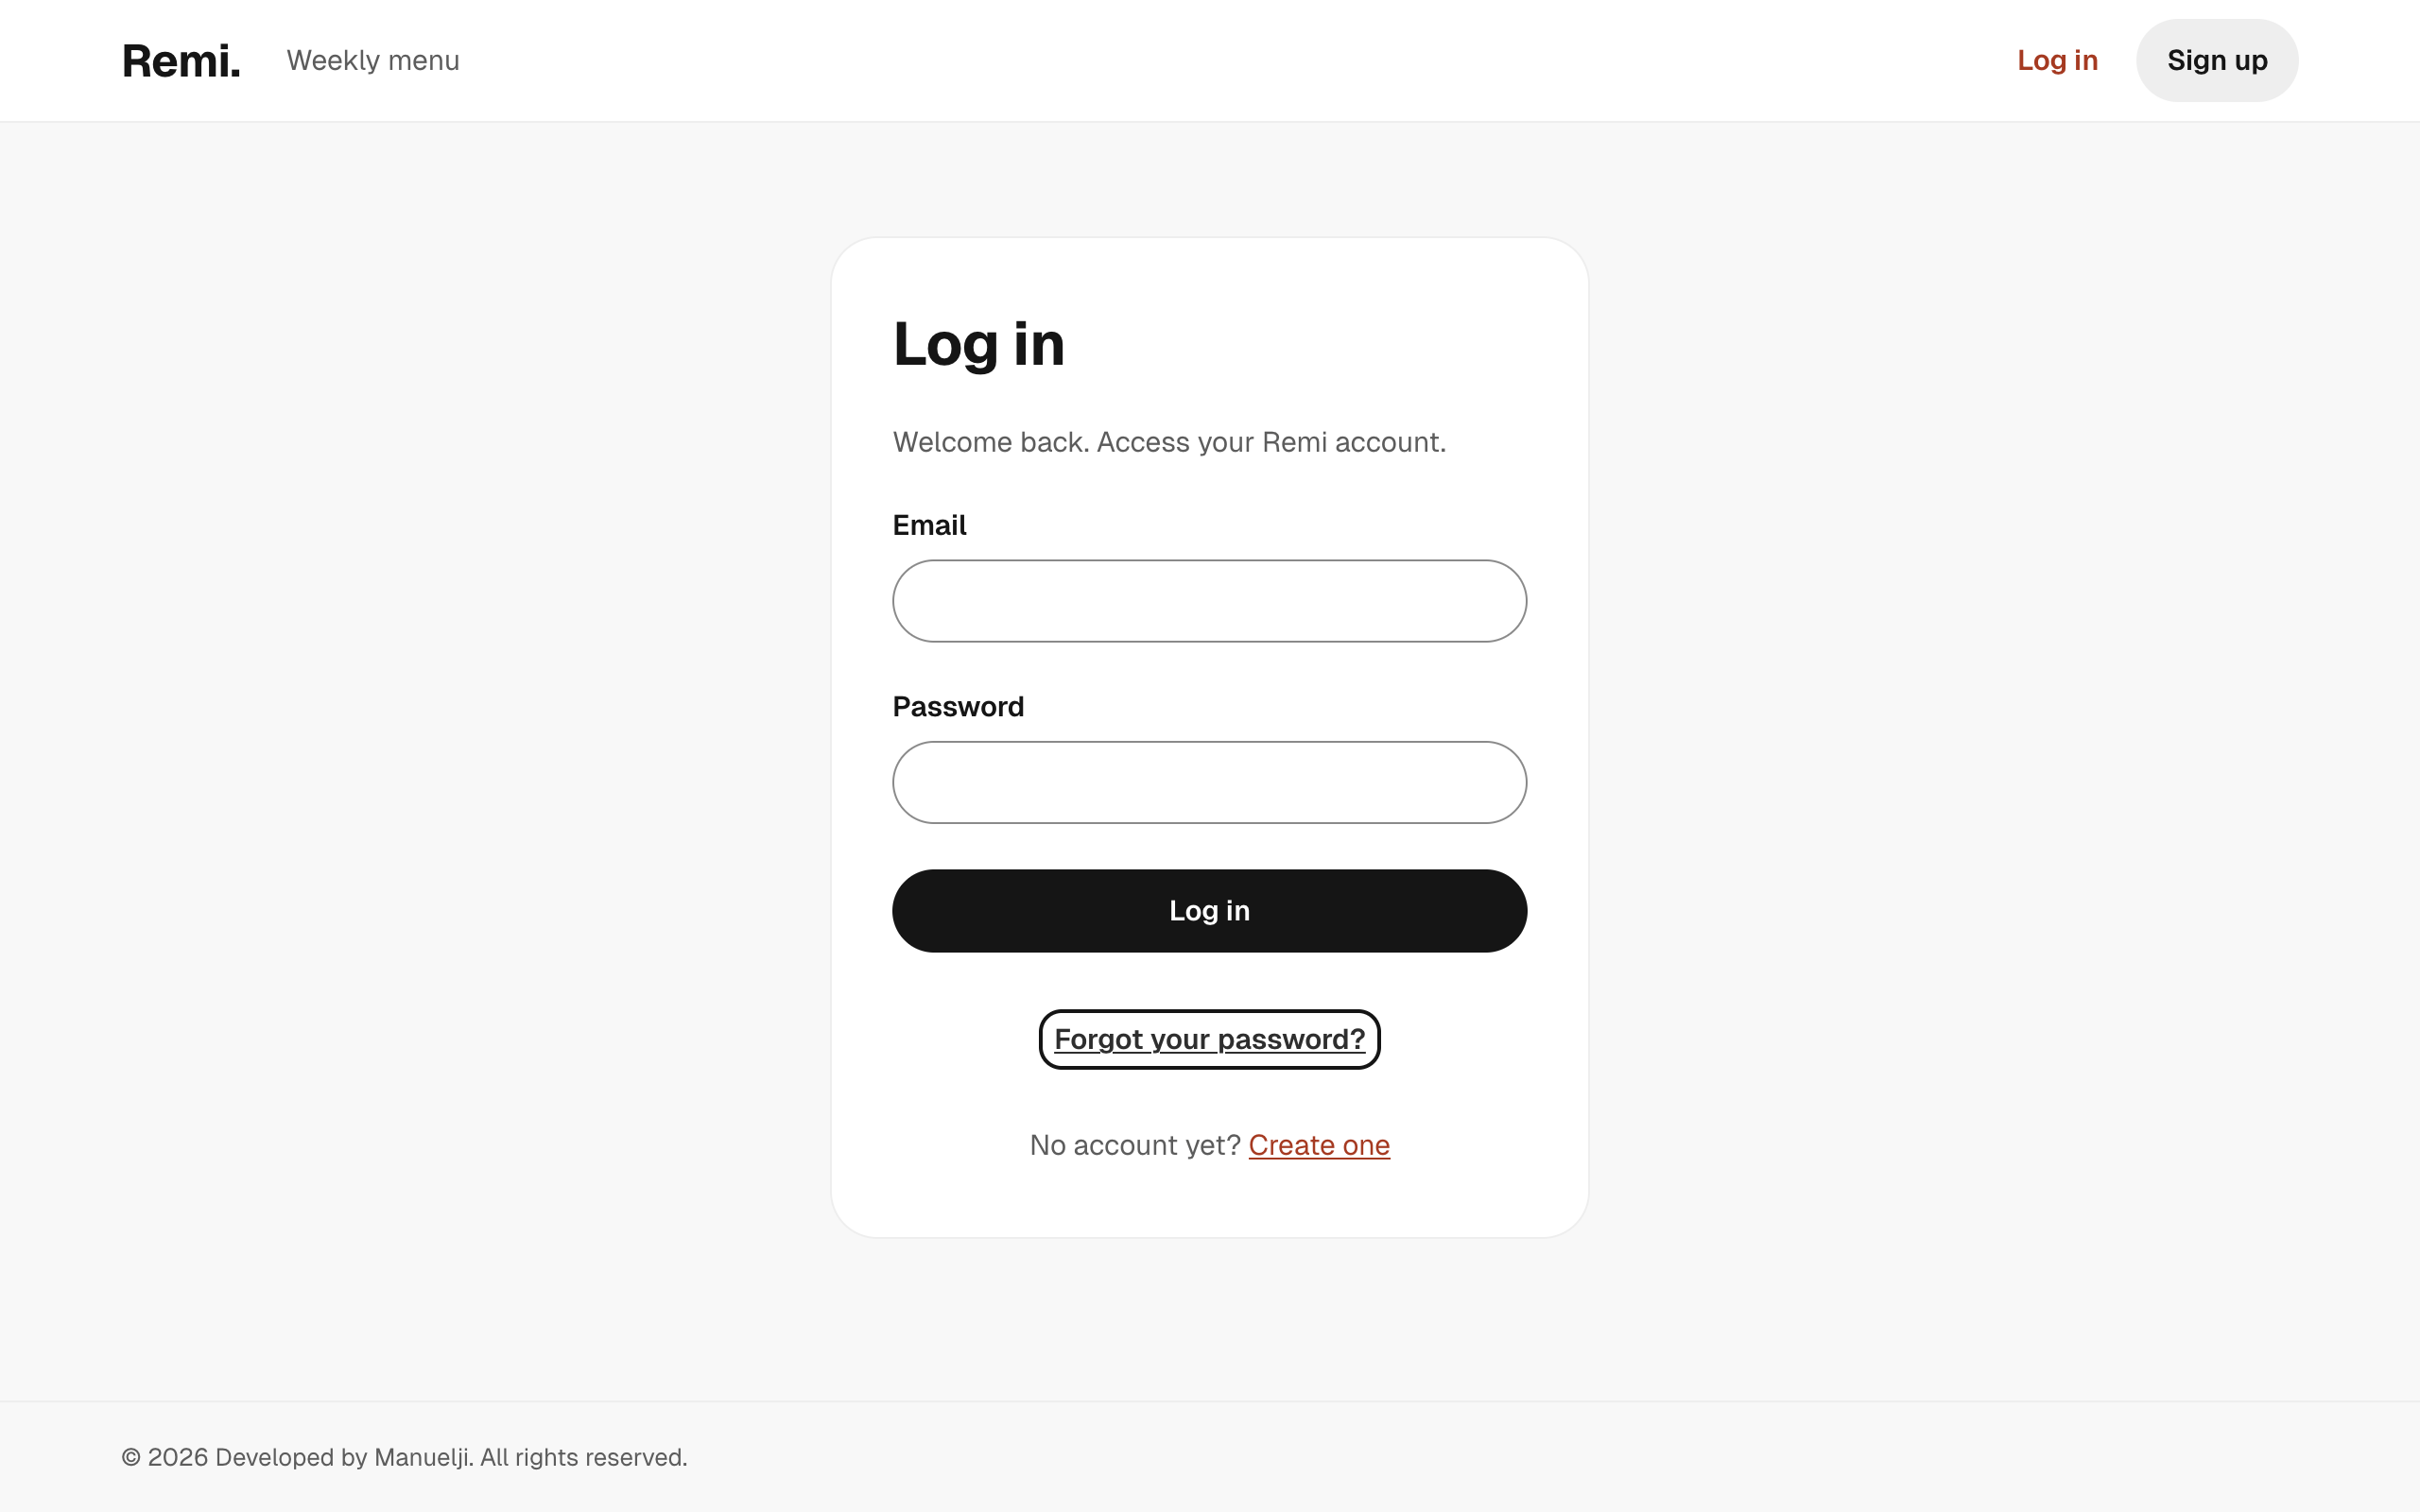 Remi.
Weekly menu
Log in
Sign up
Log in
Welcome back. Access your Remi account.
Email
Password
Log in
Forgot your password?
No account yet? Create one
© 2026 Developed by Manuelji. All rights reserved.